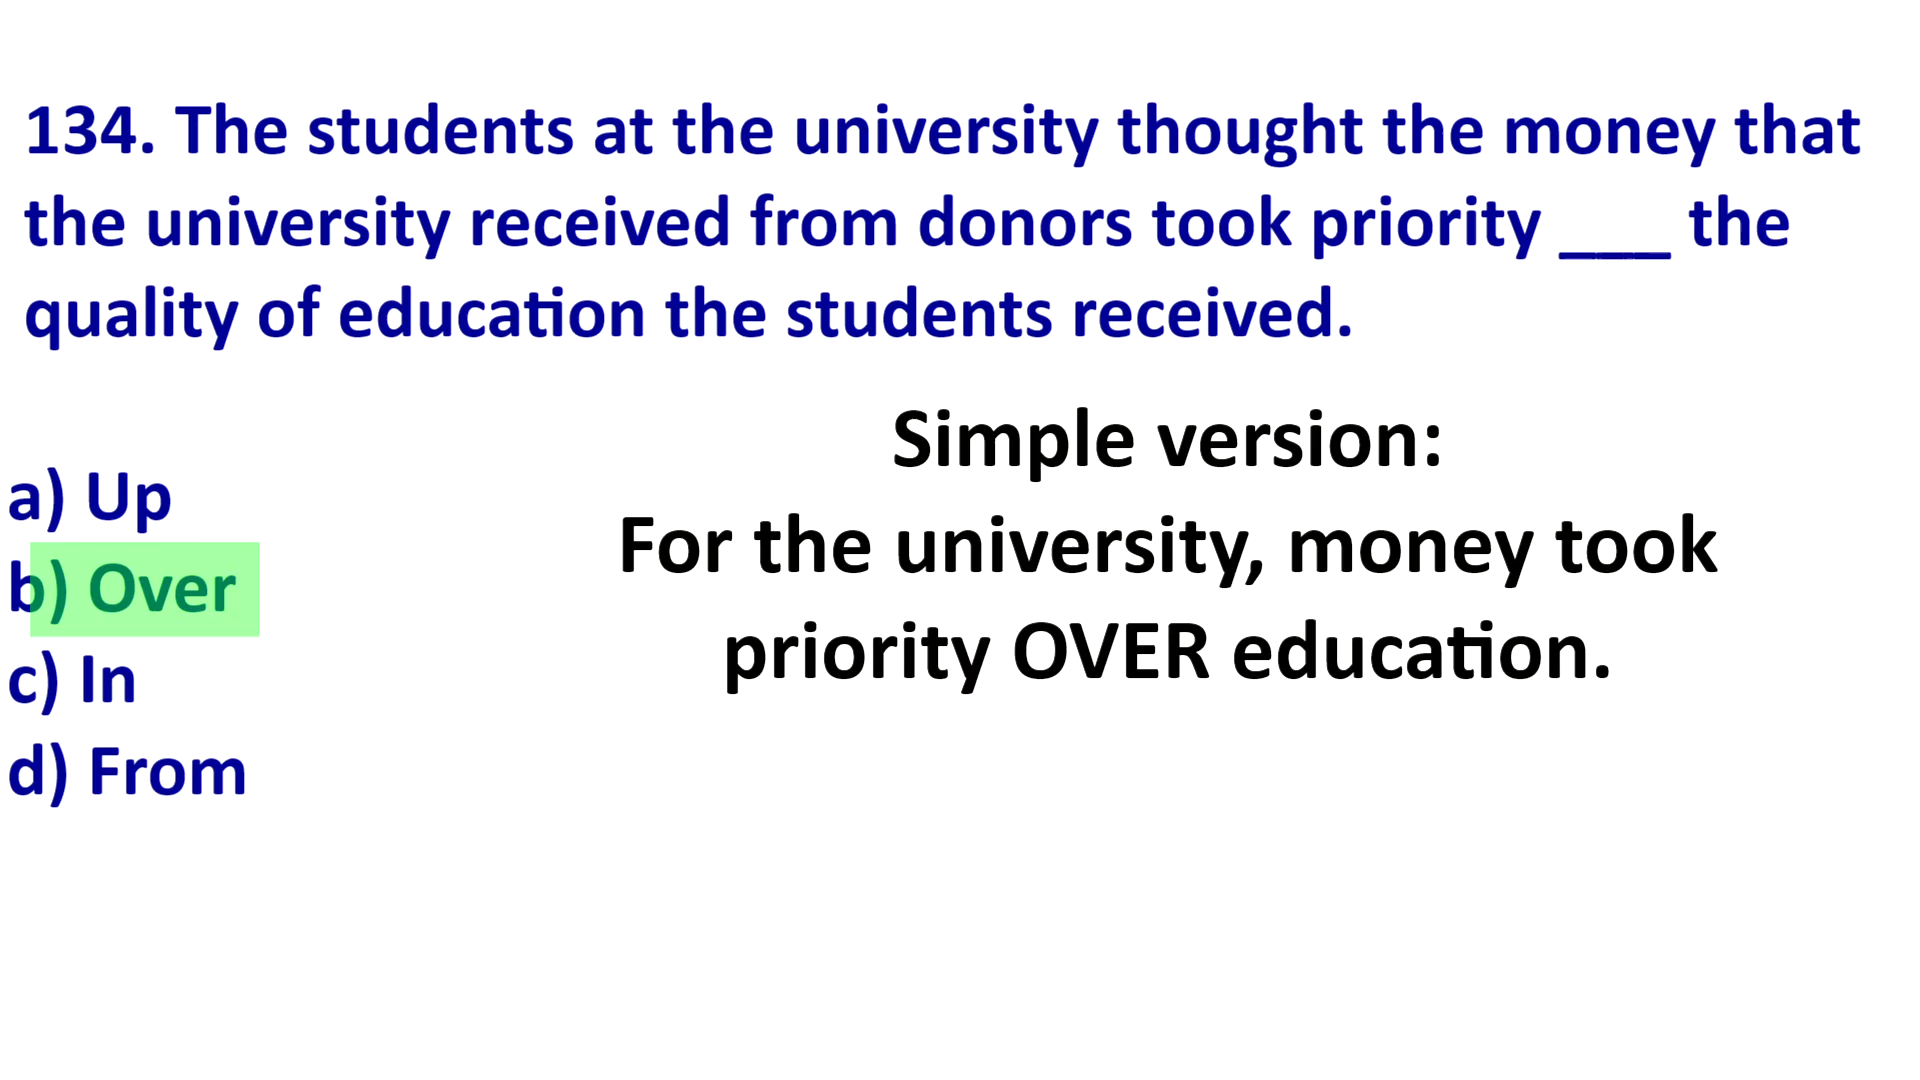 134. The students at the university thought the money that
the university received from donors took priority ___ the
quality of education the students received.
a) Up
b) Over
c) In
d) From
Simple version:
For the university, money took
priority OVER education.